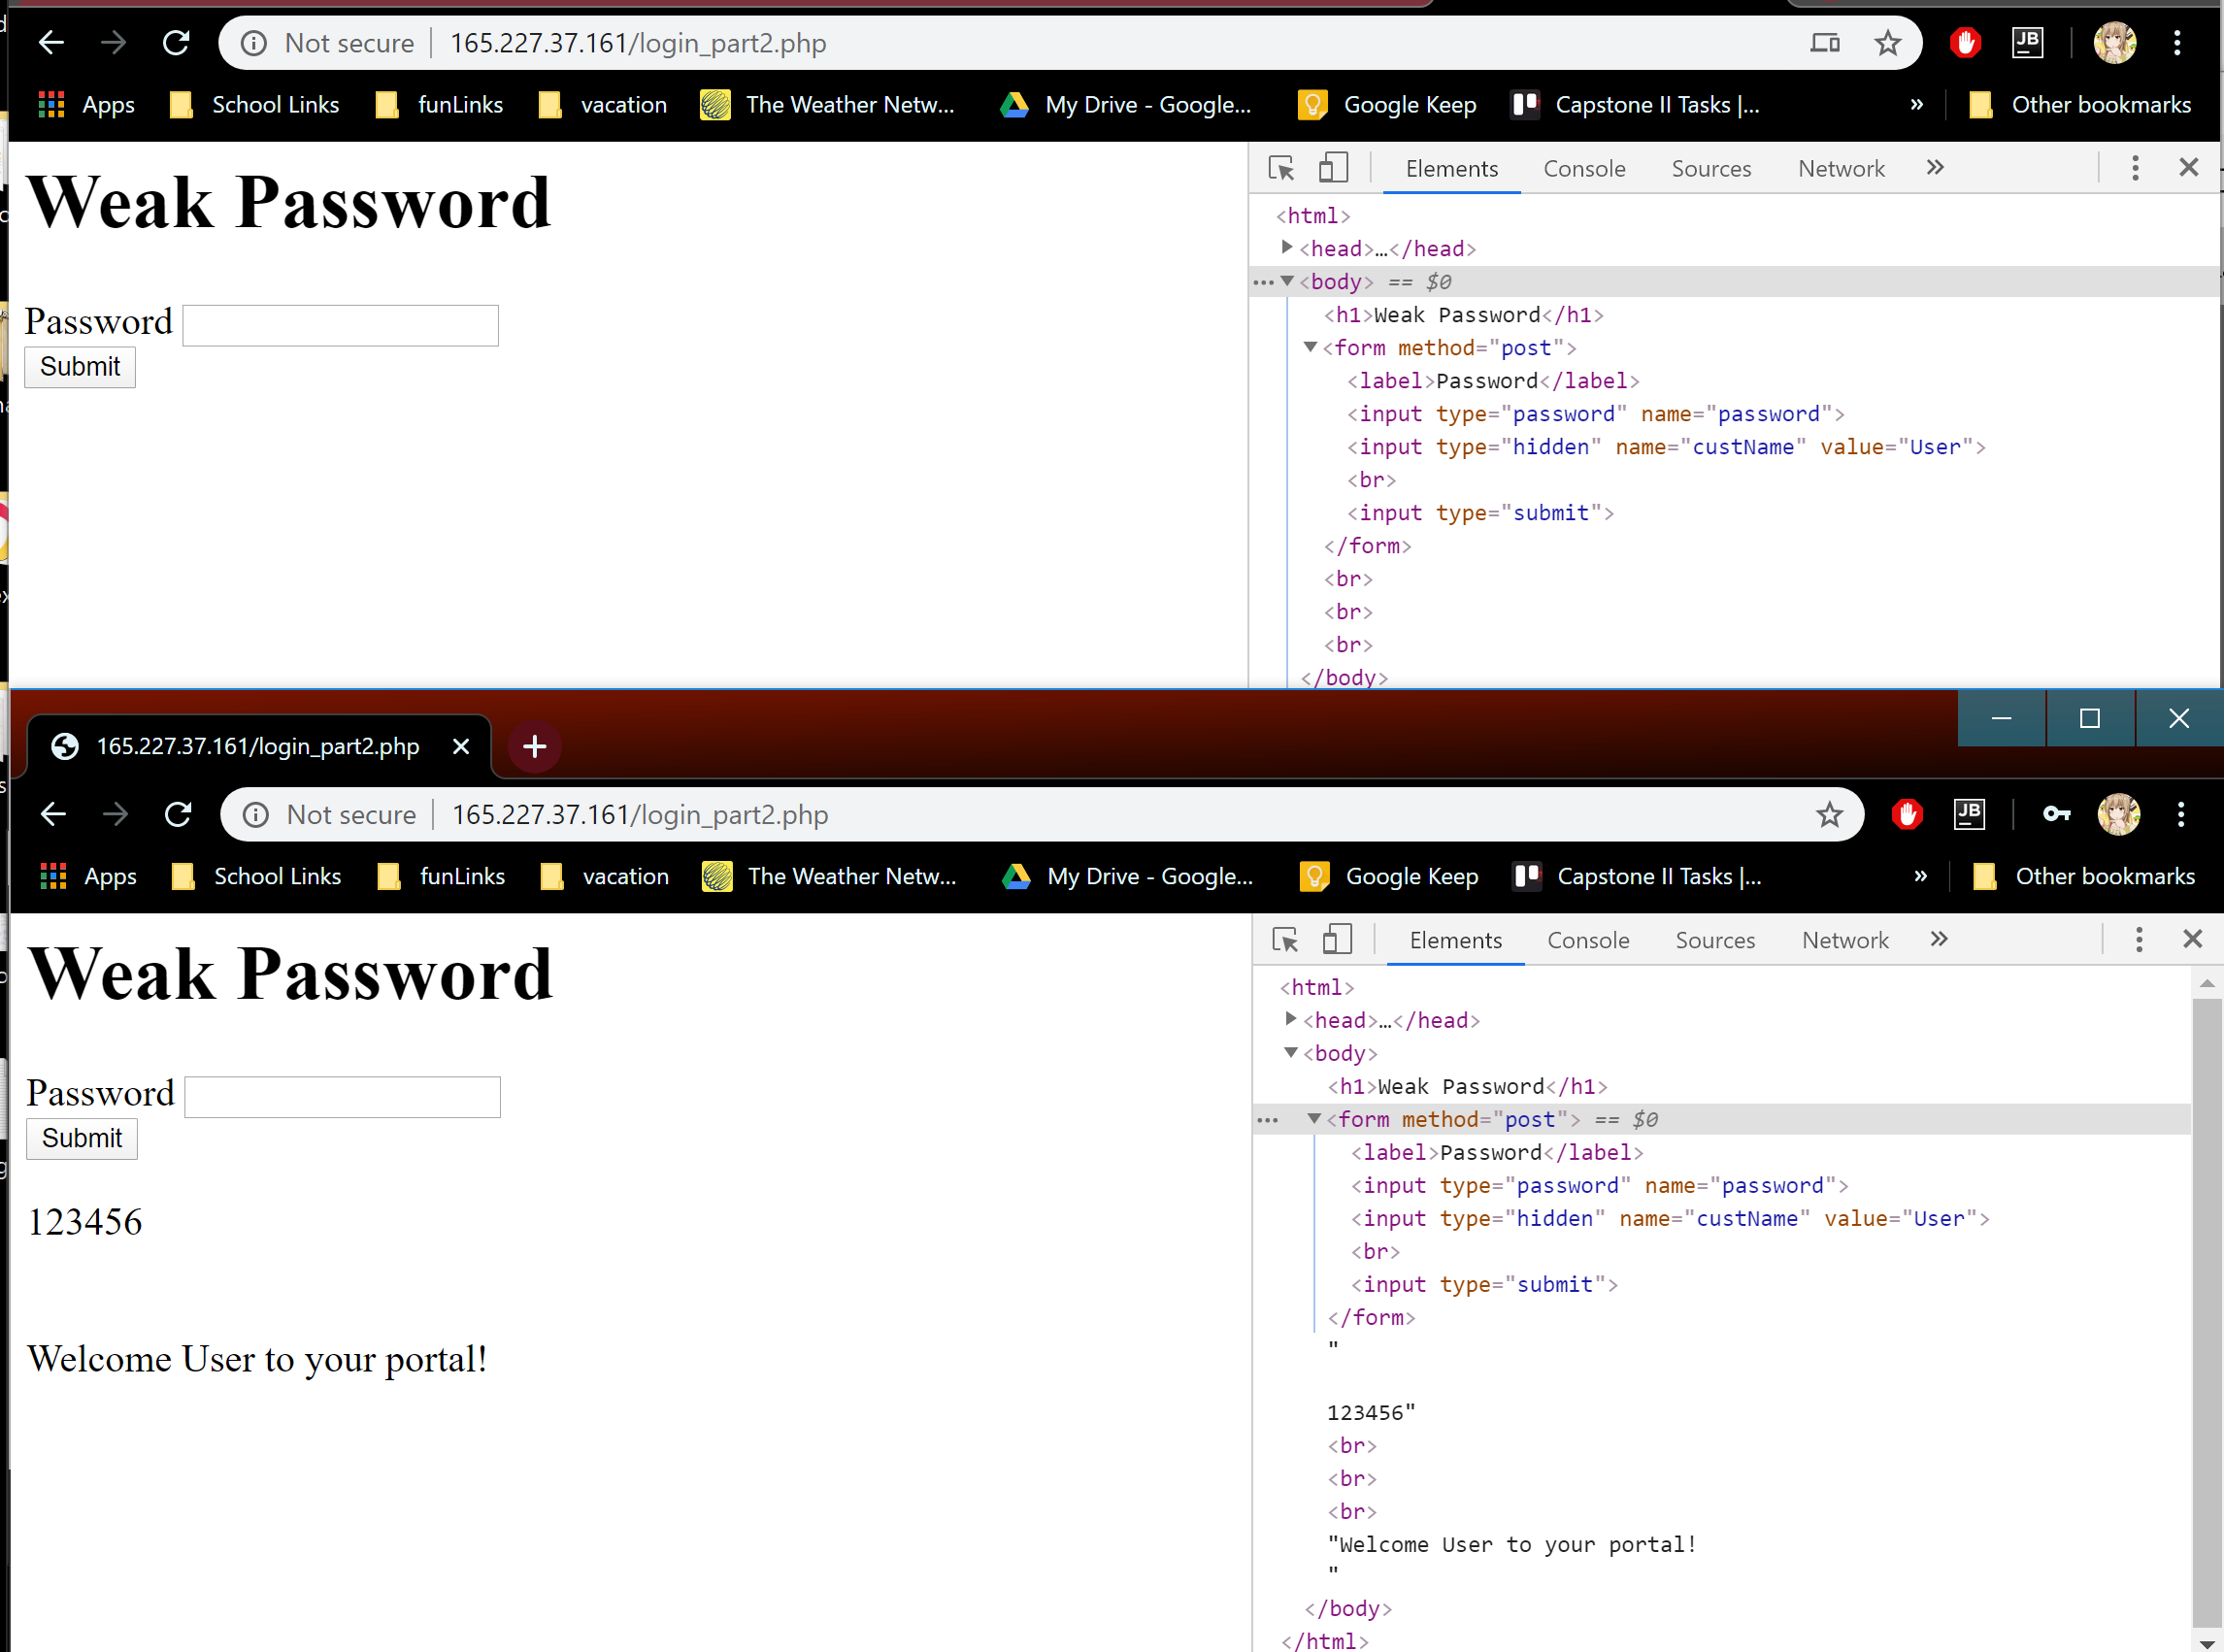 Not secure 165.227.37.161/login_part2.php JB
Apps School Links funLinks vacation The Weather Netw... My Drive - Google... Google Keep Capstone II Tasks |... » Other bookmarks
Weak Password
Password
Submit
Elements Console Sources Network »
<html>
<head>…</head>
<body> == $0
<h1>Weak Password</h1>
<form method="post">
<label>Password</label>
<input type="password" name="password">
<input type="hidden" name="custName" value="User">
<br>
<input type="submit">
</form>
<br>
<br>
<br>
</body>
165.227.37.161/login_part2.php
Not secure 165.227.37.161/login_part2.php JB
Apps School Links funLinks vacation The Weather Netw... My Drive - Google... Google Keep Capstone II Tasks |... » Other bookmarks
Weak Password
Password
Submit
123456
Welcome User to your portal!
Elements Console Sources Network »
<html>
<head>…</head>
<body>
<h1>Weak Password</h1>
<form method="post"> == $0
<label>Password</label>
<input type="password" name="password">
<input type="hidden" name="custName" value="User">
<br>
<input type="submit">
</form>
"
123456"
<br>
<br>
<br>
"Welcome User to your portal!
"
</body>
</html>